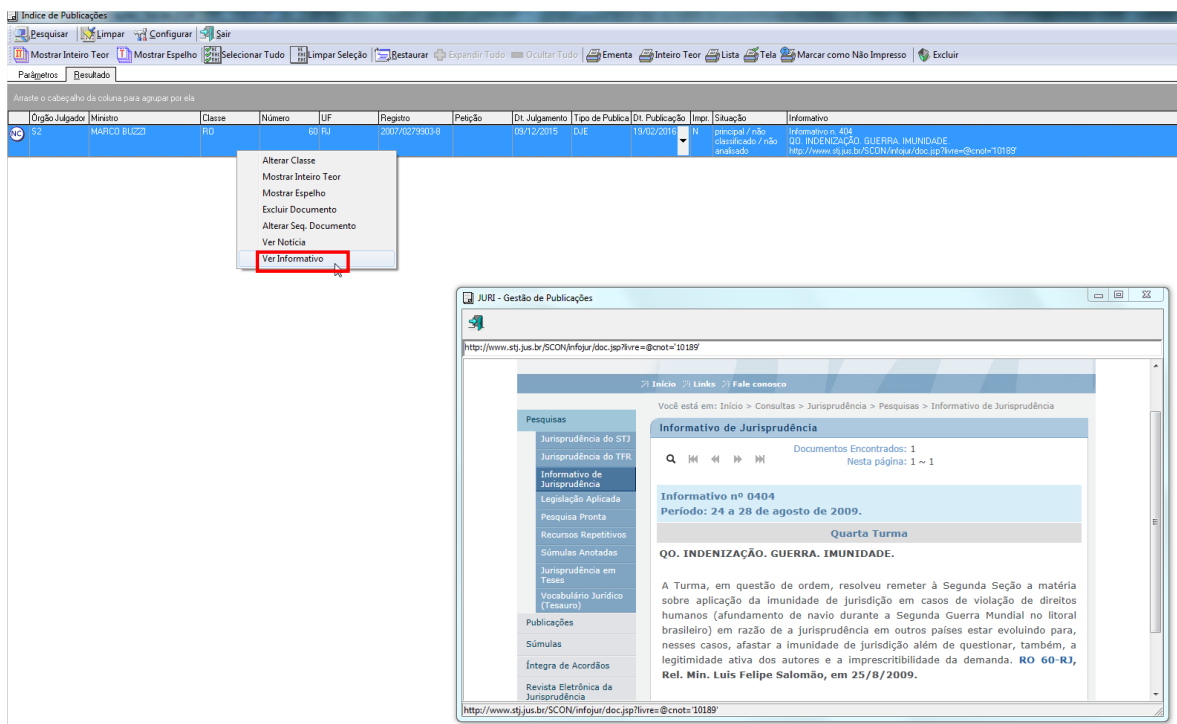 Indice de Publicações
Pesquisar Limpar Configurar Sair
Mostrar Inteiro Teor Mostrar Espelho Selecionar Tudo Limpar Seleção Restaurar Expandir Tudo Ocultar Tudo Ementa Inteiro Teor Lista Tela Marcar como Não Impresso Excluir
Parâmetros Resultado
Arraste o cabeçalho da coluna para agrupar por ela
Órgão Julgador Ministro Classe Número UF Registro Petição Dt. Julgamento Tipo de Publica Dt. Publicação Impr. Situação Informativo
NC S2 MARCO BUZZI RO 60 RJ 2007/0279903-8 09/12/2015 DJE 19/02/2016 N principal / não Informativo n. 404
classificado / não QO. INDENIZAÇÃO. GUERRA. IMUNIDADE.
analisado http://www.stj.jus.br/SCON/infojur/doc.jsp?livre=@cnot='10189'
Alterar Classe
Mostrar Inteiro Teor
Mostrar Espelho
Excluir Documento
Alterar Seq. Documento
Ver Notícia
Ver Informativo
JURI - Gestão de Publicações
http://www.stj.jus.br/SCON/infojur/doc.jsp?livre=@cnot='10189'
Início Links Fale conosco
Você está em: Início > Consultas > Jurisprudência > Pesquisas > Informativo de Jurisprudência
Pesquisas
Jurisprudência do STJ
Jurisprudência do TFR
Informativo de
Jurisprudência
Legislação Aplicada
Pesquisa Pronta
Recursos Repetitivos
Súmulas Anotadas
Jurisprudência em
Teses
Vocabulário Jurídico
(Tesauro)
Publicações
Súmulas
Íntegra de Acordãos
Revista Eletrônica da
Jurisprudência
Informativo de Jurisprudência
Documentos Encontrados: 1
Nesta página: 1 ~ 1
Informativo nº 0404
Período: 24 a 28 de agosto de 2009.
Quarta Turma
QO. INDENIZAÇÃO. GUERRA. IMUNIDADE.
A Turma, em questão de ordem, resolveu remeter à Segunda Seção a matéria
sobre aplicação da imunidade de jurisdição em casos de violação de direitos
humanos (afundamento de navio durante a Segunda Guerra Mundial no litoral
brasileiro) em razão de a jurisprudência em outros países estar evoluindo para,
nesses casos, afastar a imunidade de jurisdição além de questionar, também, a
legitimidade ativa dos autores e a imprescritibilidade da demanda. RO 60-RJ,
Rel. Min. Luis Felipe Salomão, em 25/8/2009.
http://www.stj.jus.br/SCON/infojur/doc.jsp?livre=@cnot='10189'